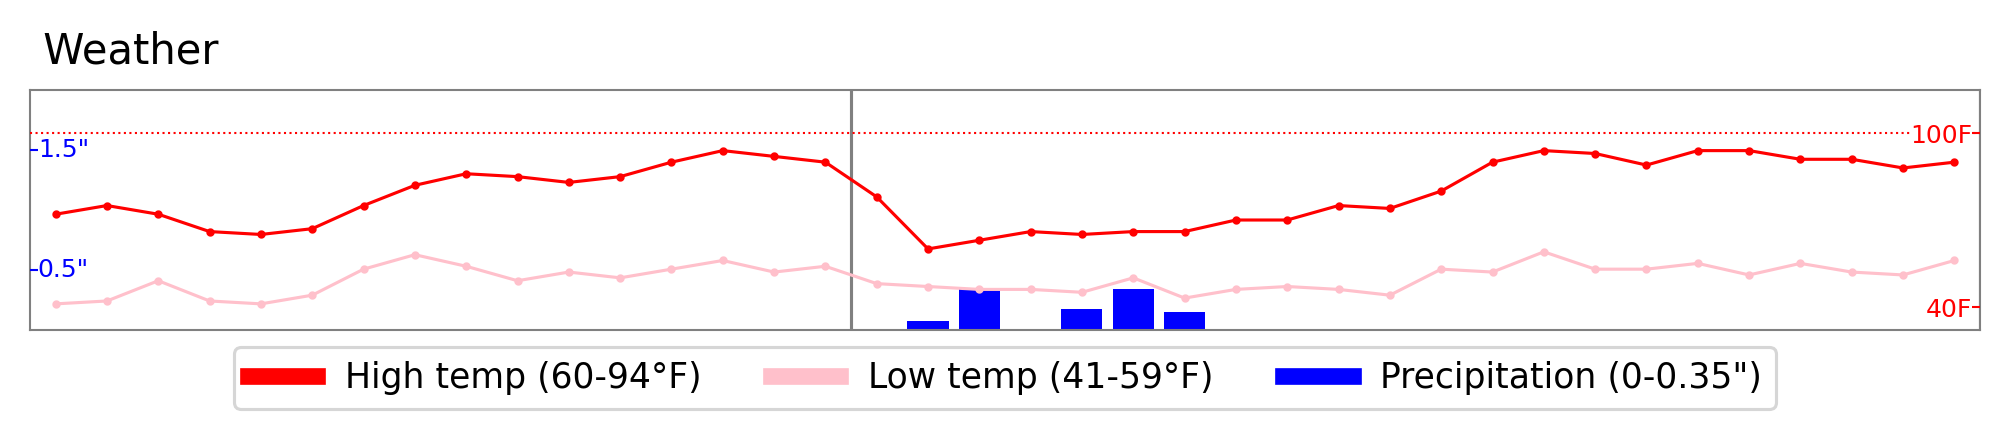 Weather
1.5"
100F
0.5"
40F
High temp (60-94°F) Low temp (41-59°F) Precipitation (0-0.35")